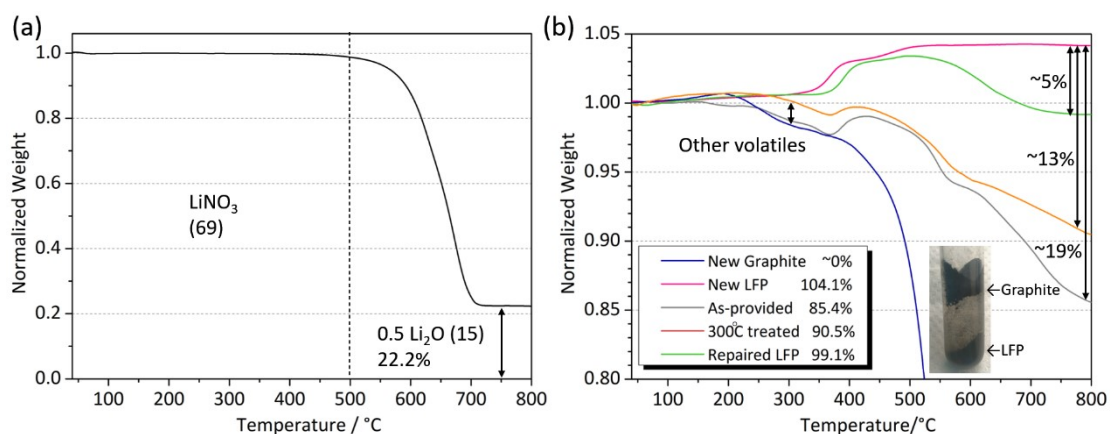 (a)
Normalized Weight
1.0
0.8
0.6
0.4
0.2
0.0
LiNO₃
(69)
0.5 Li₂O (15)
22.2%
100 200 300 400 500 600 700 800
Temperature / °C
(b)
Normalized Weight
1.05
1.00
0.95
0.90
0.85
0.80
Other volatiles
~5%
~13%
~19%
New Graphite ~0%
New LFP 104.1%
As-provided 85.4%
300°C treated 90.5%
Repaired LFP 99.1%
←Graphite
←LFP
100 200 300 400 500 600 700 800
Temperature/°C